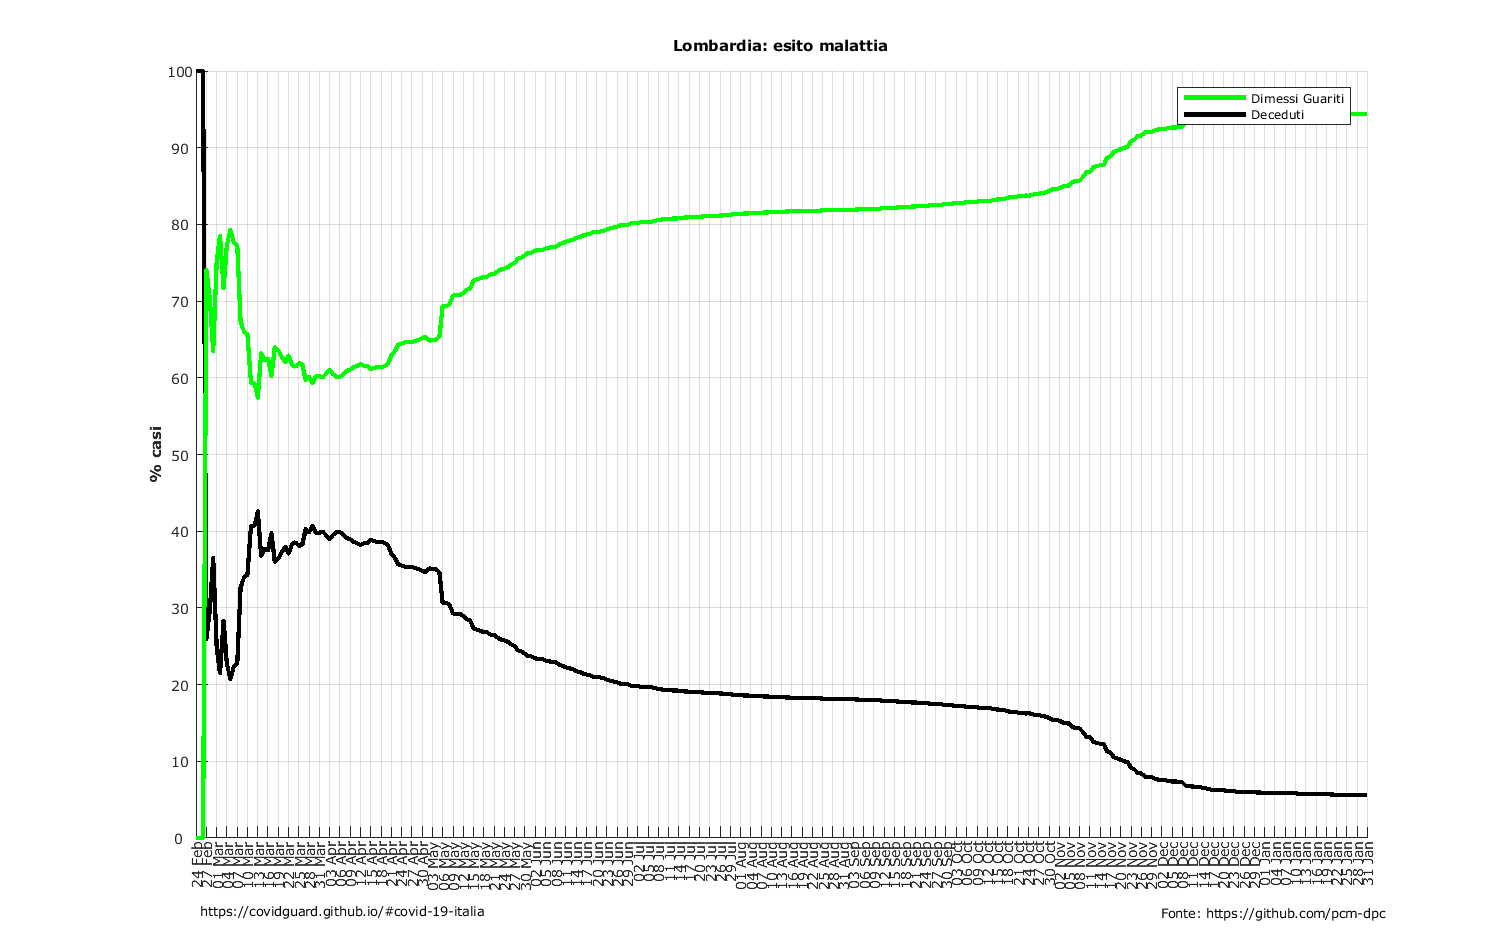 Lombardia: esito malattia
Dimessi Guariti
Deceduti
% casi
100
90
80
70
60
50
40
30
20
10
0
24 Feb
27 Feb
01 Mar
04 Mar
07 Mar
10 Mar
13 Mar
16 Mar
19 Mar
22 Mar
25 Mar
28 Mar
31 Mar
03 Apr
06 Apr
09 Apr
12 Apr
15 Apr
18 Apr
21 Apr
24 Apr
27 Apr
30 Apr
03 May
06 May
09 May
12 May
15 May
18 May
21 May
24 May
27 May
30 May
02 Jun
05 Jun
08 Jun
11 Jun
14 Jun
17 Jun
20 Jun
23 Jun
26 Jun
29 Jun
02 Jul
05 Jul
08 Jul
11 Jul
14 Jul
17 Jul
20 Jul
23 Jul
26 Jul
29 Jul
01 Aug
04 Aug
07 Aug
10 Aug
13 Aug
16 Aug
19 Aug
22 Aug
25 Aug
28 Aug
31 Aug
03 Sep
06 Sep
09 Sep
12 Sep
15 Sep
18 Sep
21 Sep
24 Sep
27 Sep
30 Sep
03 Oct
06 Oct
09 Oct
12 Oct
15 Oct
18 Oct
21 Oct
24 Oct
27 Oct
30 Oct
02 Nov
05 Nov
08 Nov
11 Nov
14 Nov
17 Nov
20 Nov
23 Nov
26 Nov
29 Nov
02 Dec
05 Dec
08 Dec
11 Dec
14 Dec
17 Dec
20 Dec
23 Dec
26 Dec
29 Dec
01 Jan
04 Jan
07 Jan
10 Jan
13 Jan
16 Jan
19 Jan
22 Jan
25 Jan
28 Jan
31 Jan
https://covidguard.github.io/#covid-19-italia
Fonte: https://github.com/pcm-dpc